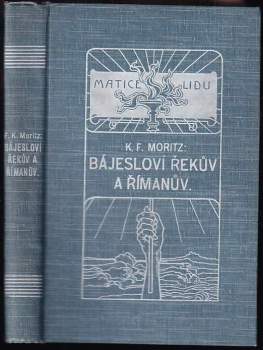 F. K. Moritz:
BÁJESLOVÍ
ŘEKŮV A
ŘÍMANŮV.
MATICE LIDU
K. F. MORITZ:
BÁJESLOVÍ ŘEKŮV
A ŘÍMANŮV.